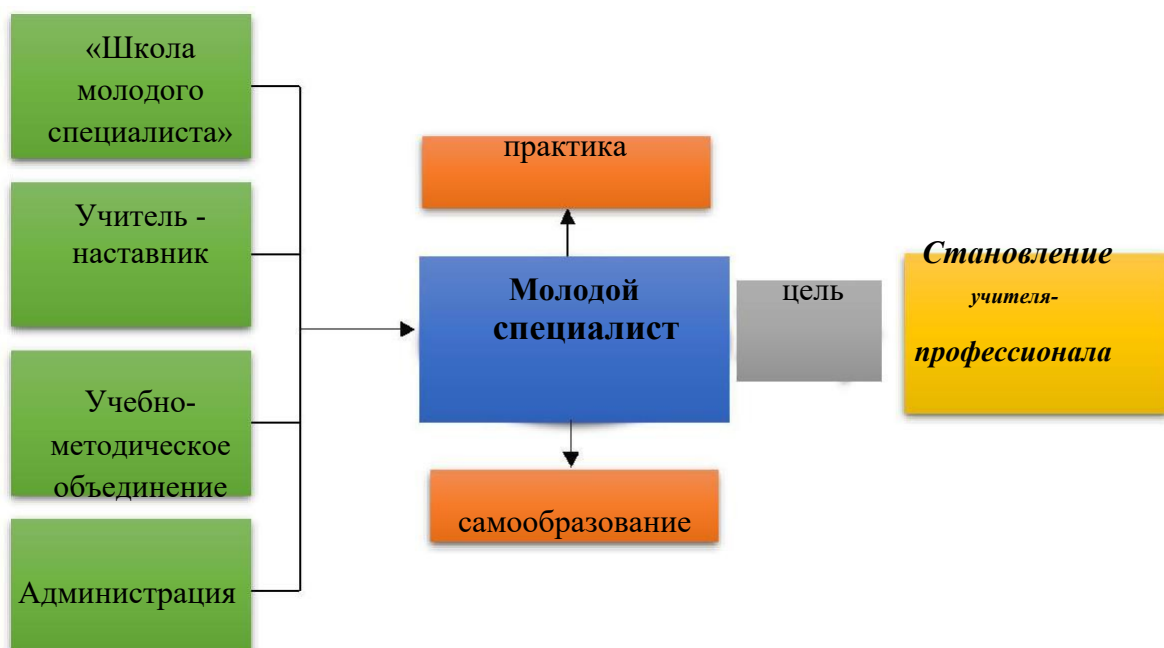 «Школа
молодого
специалиста»
Учитель -
наставник
Учебно-
методическое
объединение
Администрация
практика
Молодой
специалист
самообразование
цель
Становление
учителя-
профессионала